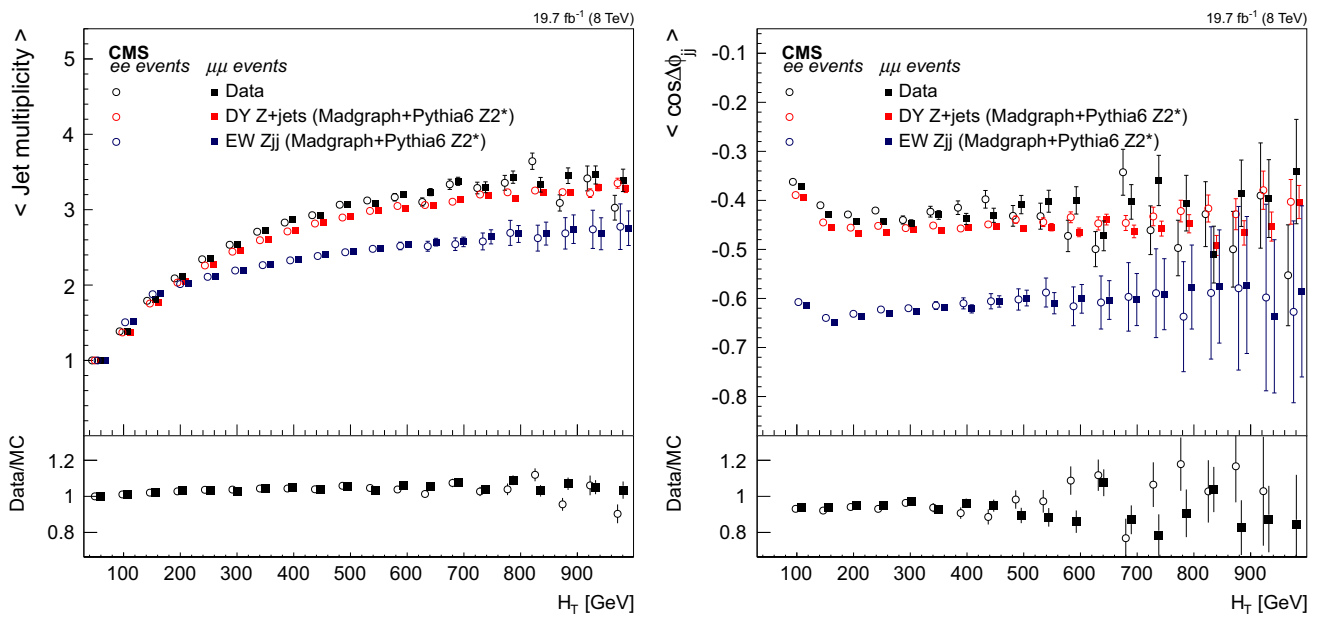 19.7 fb⁻¹ (8 TeV)
< Jet multiplicity >
5
4
3
2
1
CMS
ee events μμ events
Data
DY Z+jets (Madgraph+Pythia6 Z2*)
EW Zjj (Madgraph+Pythia6 Z2*)
Data/MC
1.2
1
0.8
100 200 300 400 500 600 700 800 900
H_T [GeV]
19.7 fb⁻¹ (8 TeV)
< cosΔϕ_jj >
-0.1
-0.2
-0.3
-0.4
-0.5
-0.6
-0.7
-0.8
CMS
ee events μμ events
Data
DY Z+jets (Madgraph+Pythia6 Z2*)
EW Zjj (Madgraph+Pythia6 Z2*)
Data/MC
1.2
1
0.8
100 200 300 400 500 600 700 800 900
H_T [GeV]